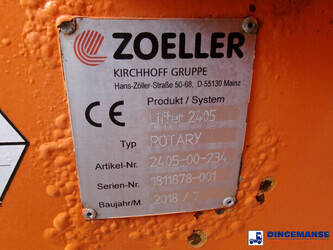 ZOELLER
KIRCHHOFF GRUPPE
Hans-Zöller-Straße 50-68, D-55130 Mainz
CE Produkt / System
Lifter 2405
Typ ROTARY
Artikel-Nr. 2405-00-234
Serien-Nr. 1811878-001
Baujahr/M. 2018 / 7
DINGEMANSE